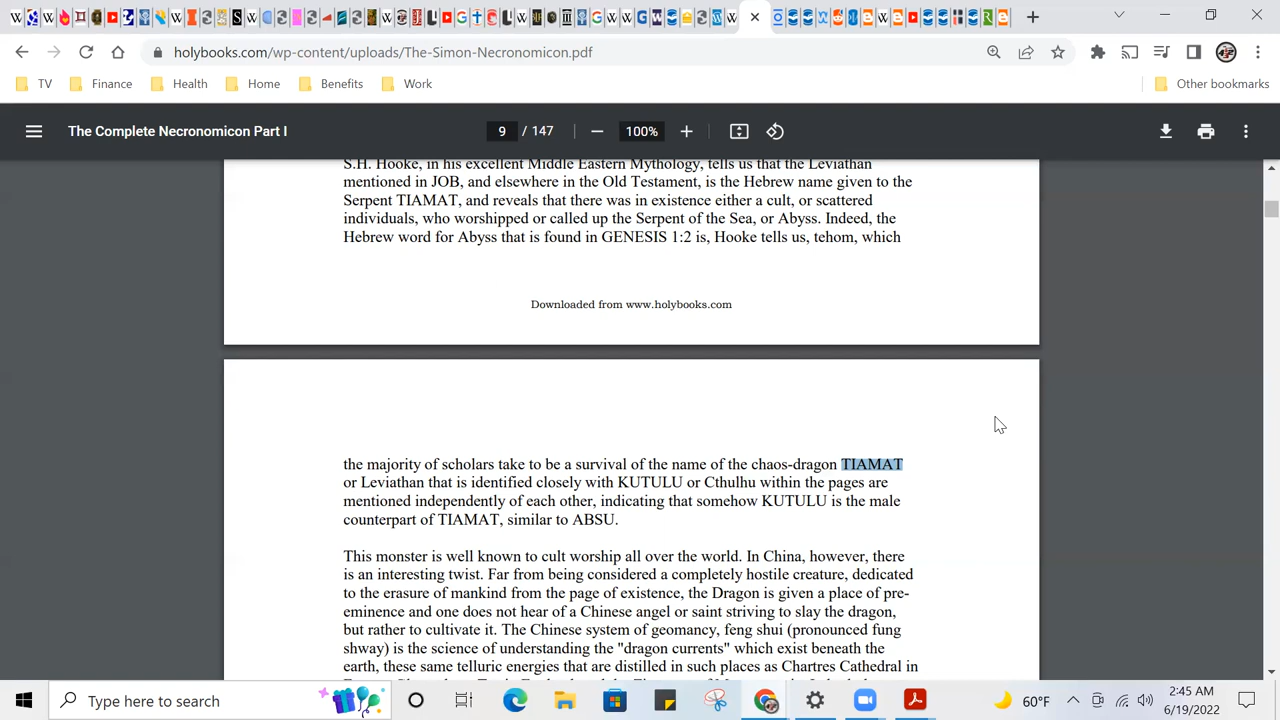 holybooks.com/wp-content/uploads/The-Simon-Necronomicon.pdf
TV Finance Health Home Benefits Work Other bookmarks
The Complete Necronomicon Part I 9 / 147 100%
S.H. Hooke, in his excellent Middle Eastern Mythology, tells us that the Leviathan
mentioned in JOB, and elsewhere in the Old Testament, is the Hebrew name given to the
Serpent TIAMAT, and reveals that there was in existence either a cult, or scattered
individuals, who worshipped or called up the Serpent of the Sea, or Abyss. Indeed, the
Hebrew word for Abyss that is found in GENESIS 1:2 is, Hooke tells us, tehom, which
Downloaded from www.holybooks.com
the majority of scholars take to be a survival of the name of the chaos-dragon TIAMAT
or Leviathan that is identified closely with KUTULU or Cthulhu within the pages are
mentioned independently of each other, indicating that somehow KUTULU is the male
counterpart of TIAMAT, similar to ABSU.
This monster is well known to cult worship all over the world. In China, however, there
is an interesting twist. Far from being considered a completely hostile creature, dedicated
to the erasure of mankind from the page of existence, the Dragon is given a place of pre-
eminence and one does not hear of a Chinese angel or saint striving to slay the dragon,
but rather to cultivate it. The Chinese system of geomancy, feng shui (pronounced fung
shway) is the science of understanding the "dragon currents" which exist beneath the
earth, these same telluric energies that are distilled in such places as Chartres Cathedral in
Type here to search
60°F
2:45 AM
6/19/2022